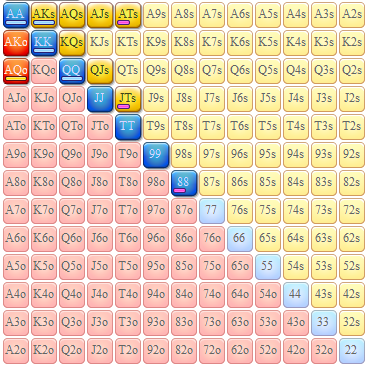 AA AKs AQs AJs ATs A9s A8s A7s A6s A5s A4s A3s A2s
AKo KK KQs KJs KTs K9s K8s K7s K6s K5s K4s K3s K2s
AQo KQo QQ QJs QTs Q9s Q8s Q7s Q6s Q5s Q4s Q3s Q2s
AJo KJo QJo JJ JTs J9s J8s J7s J6s J5s J4s J3s J2s
ATo KTo QTo JTo TT T9s T8s T7s T6s T5s T4s T3s T2s
A9o K9o Q9o J9o T9o 99 98s 97s 96s 95s 94s 93s 92s
A8o K8o Q8o J8o T8o 98o 88 87s 86s 85s 84s 83s 82s
A7o K7o Q7o J7o T7o 97o 87o 77 76s 75s 74s 73s 72s
A6o K6o Q6o J6o T6o 96o 86o 76o 66 65s 64s 63s 62s
A5o K5o Q5o J5o T5o 95o 85o 75o 65o 55 54s 53s 52s
A4o K4o Q4o J4o T4o 94o 84o 74o 64o 54o 44 43s 42s
A3o K3o Q3o J3o T3o 93o 83o 73o 63o 53o 43o 33 32s
A2o K2o Q2o J2o T2o 92o 82o 72o 62o 52o 42o 32o 22